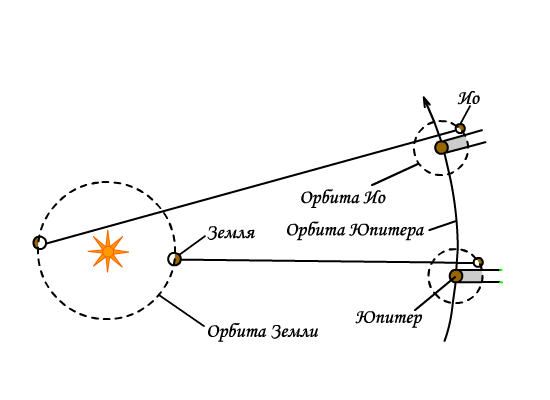 Ио
Орбита Ио
Земля
Орбита Юпитера
Юпитер
Орбита Земли